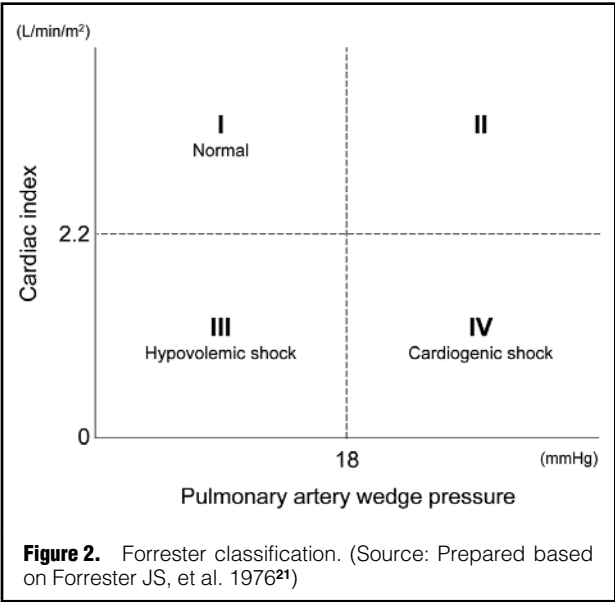 (L/min/m²)
I
Normal
II
Cardiac index
2.2
III
Hypovolemic shock
IV
Cardiogenic shock
0
18
(mmHg)
Pulmonary artery wedge pressure
Figure 2. Forrester classification. (Source: Prepared based
on Forrester JS, et al. 1976²¹)